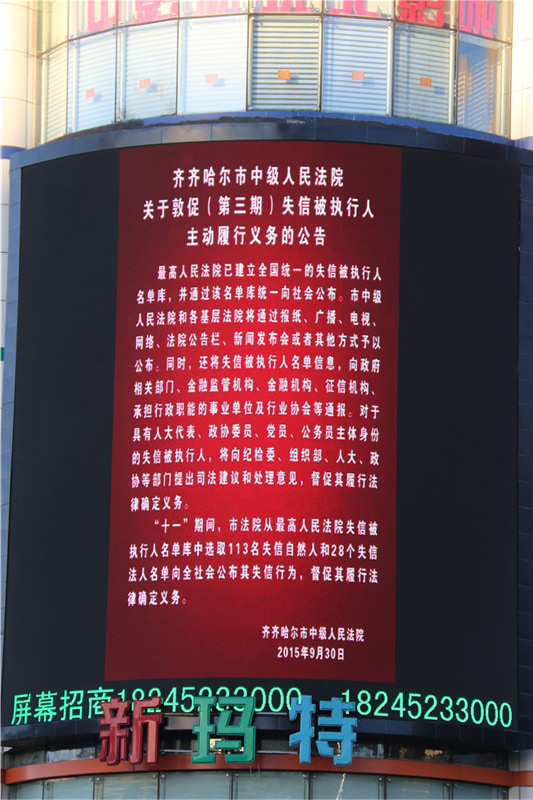 齐齐哈尔市中级人民法院
关于敦促（第三期）失信被执行人
主动履行义务的公告
最高人民法院已建立全国统一的失信被执行人
名单库，并通过该名单库统一向社会公布。市中级
人民法院和各基层法院将通过报纸、广播、电视、
网络、法院公告栏、新闻发布会或者其他方式予以
公布。同时，还将失信被执行人名单信息，向政府
相关部门、金融监管机构、金融机构、征信机构、
承担行政职能的事业单位及行业协会等通报。对于
具有人大代表、政协委员、党员、公务员主体身份
的失信被执行人，将向纪检委、组织部、人大、政
协等部门提出司法建议和处理意见，督促其履行法
律确定义务。
“十一”期间，市法院从最高人民法院失信被
执行人名单库中选取113名失信自然人和28个失信
法人名单向全社会公布其失信行为，督促其履行法
律确定义务。
齐齐哈尔市中级人民法院
2015年9月30日
屏幕招商18245233000 18245233000
新玛特